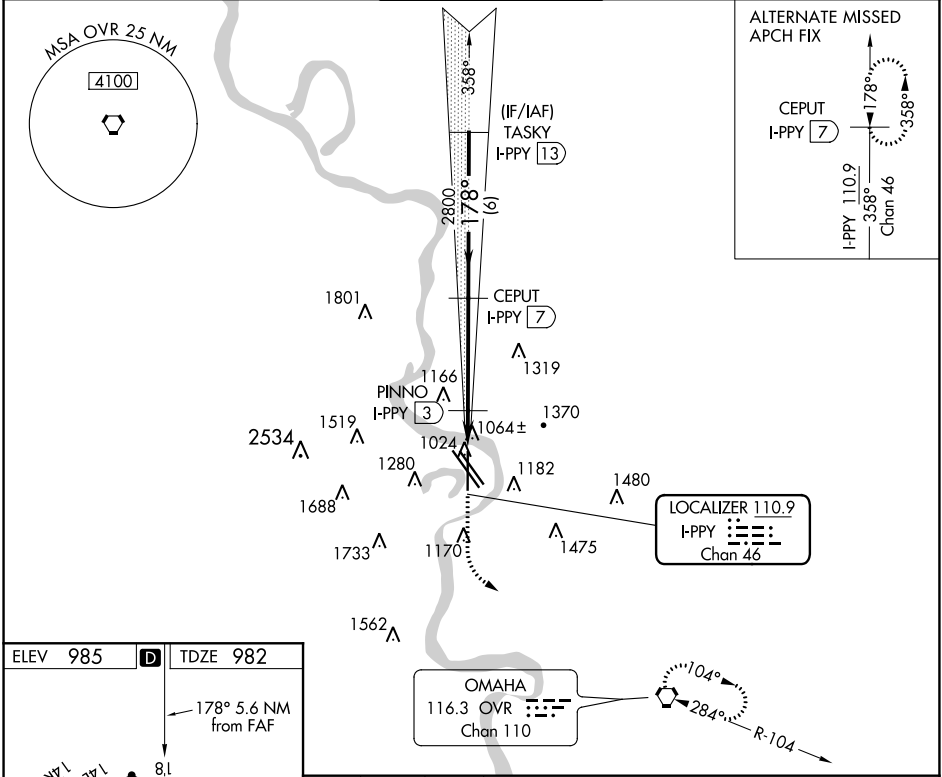 MSA OVR 25 NM
4100
358°
(IF/IAF)
TASKY
I-PPY 13
2800
178°
(6)
ALTERNATE MISSED
APCH FIX
CEPUT
I-PPY 7
178°
358°
I-PPY 110.9
358°
Chan 46
1801
CEPUT
I-PPY 7
1319
1166
PINNO
I-PPY 3
1370
1519
1064±
2534
1024
1280
1182
1480
1688
LOCALIZER 110.9
I-PPY
Chan 46
1733
1170
1475
1562
ELEV 985 D TDZE 982
178° 5.6 NM
from FAF
OMAHA
116.3 OVR
Chan 110
104°
284°
R-104